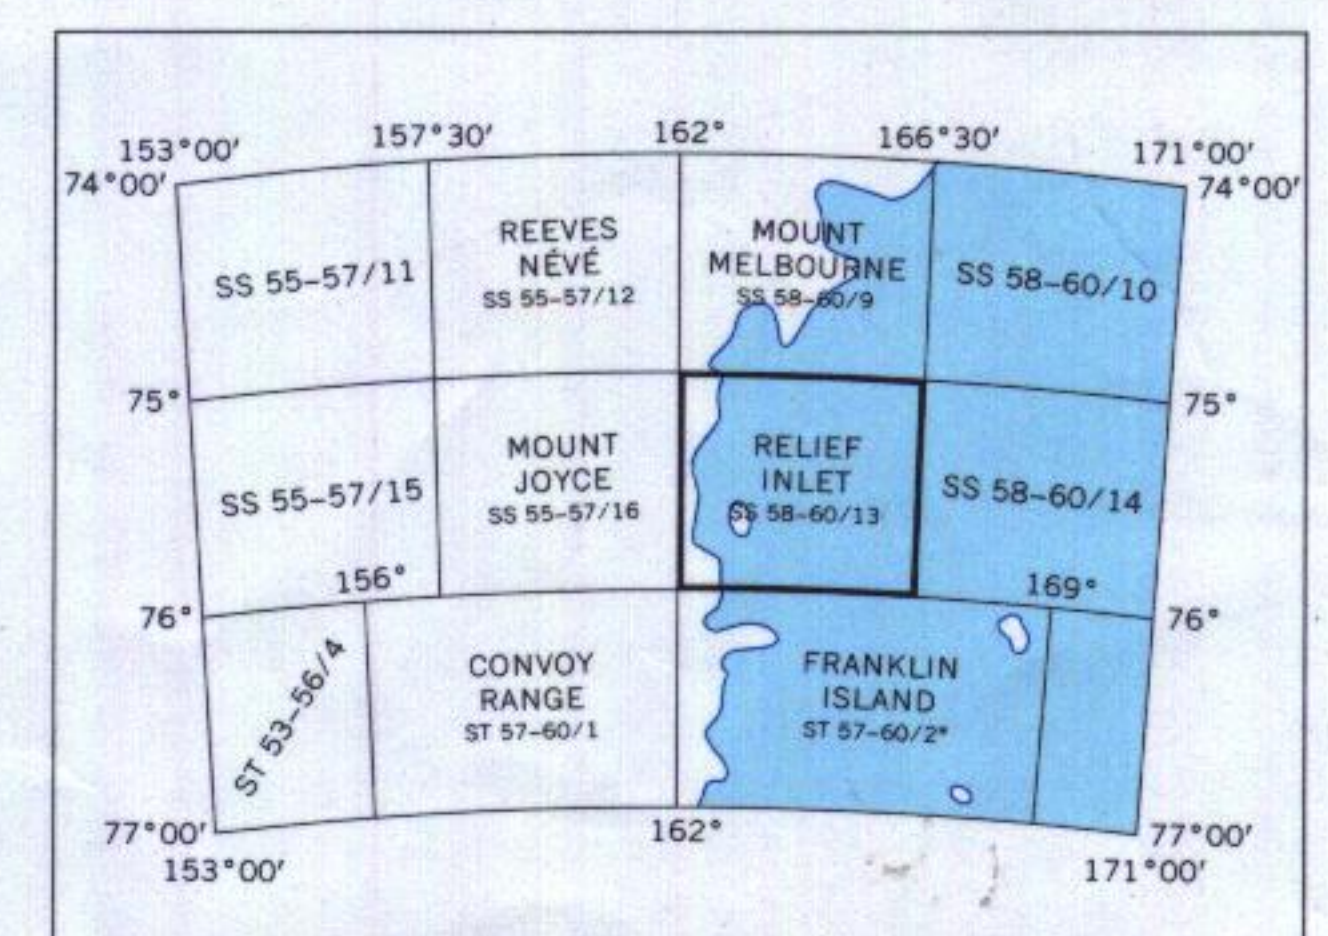 153°00′ 157°30′ 162° 166°30′ 171°00′
74°00′ 74°00′
SS 55–57/11
REEVES
NÉVÉ
SS 55–57/12
MOUNT
MELBOURNE
SS 58–60/9
SS 58–60/10
75° 75°
SS 55–57/15
MOUNT
JOYCE
SS 55–57/16
RELIEF
INLET
SS 58–60/13
SS 58–60/14
156° 169°
76° 76°
ST 53–56/4
CONVOY
RANGE
ST 57–60/1
FRANKLIN
ISLAND
ST 57–60/2*
77°00′ 162° 77°00′
153°00′ 171°00′